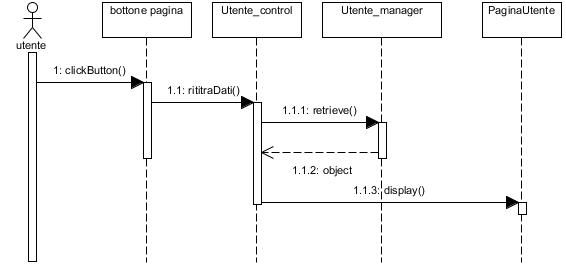 bottone pagina
Utente_control
Utente_manager
PaginaUtente
utente
1: clickButton()
1.1: rititraDati()
1.1.1: retrieve()
1.1.2: object
1.1.3: display()